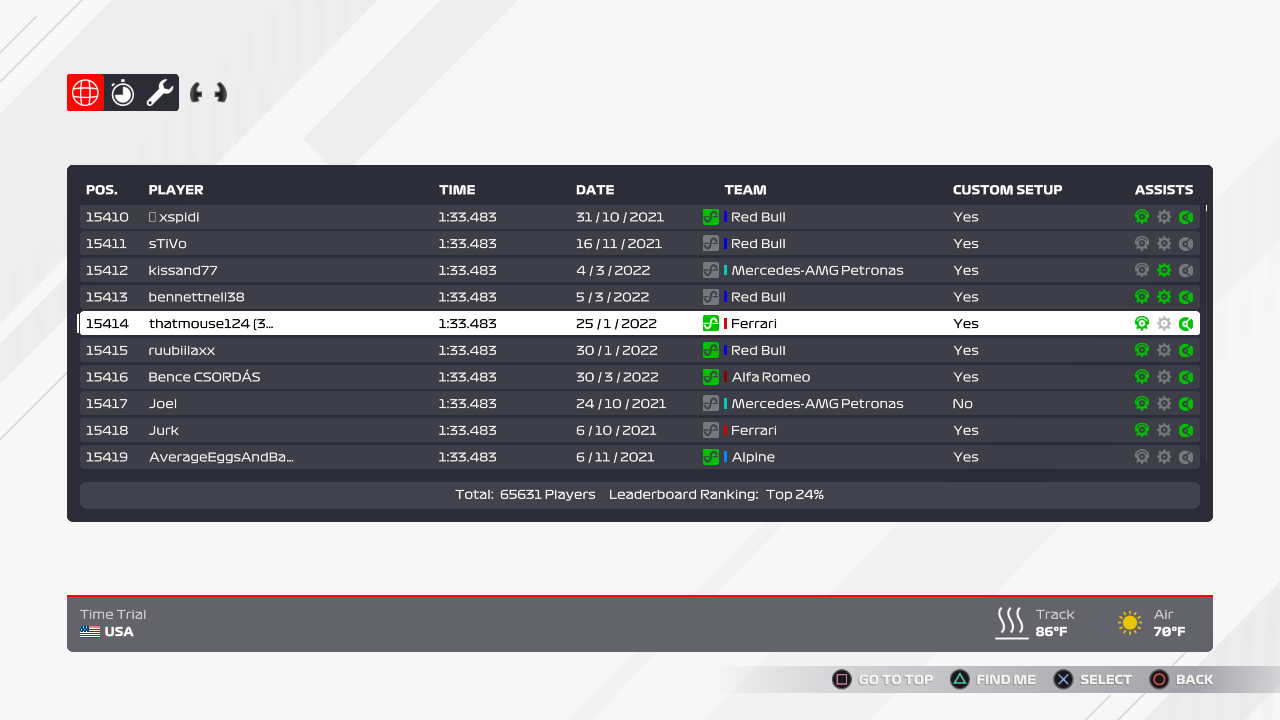 POS. PLAYER TIME DATE TEAM CUSTOM SETUP ASSISTS
15410 xspidi 1:33.483 31/10/2021 Red Bull Yes
15411 sTiVo 1:33.483 16/11/2021 Red Bull Yes
15412 kissand77 1:33.483 4/3/2022 Mercedes-AMG Petronas Yes
15413 bennettnell38 1:33.483 5/3/2022 Red Bull Yes
15414 thatmouse124 (3... 1:33.483 25/1/2022 Ferrari Yes
15415 ruubiilaxx 1:33.483 30/1/2022 Red Bull Yes
15416 Bence CSORDÁS 1:33.483 30/3/2022 Alfa Romeo Yes
15417 Joel 1:33.483 24/10/2021 Mercedes-AMG Petronas No
15418 Jurk 1:33.483 6/10/2021 Ferrari Yes
15419 AverageEggsAndBa... 1:33.483 6/11/2021 Alpine Yes
Total: 65631 Players Leaderboard Ranking: Top 24%
Time Trial Track Air
USA 86°F 70°F
GO TO TOP FIND ME SELECT BACK